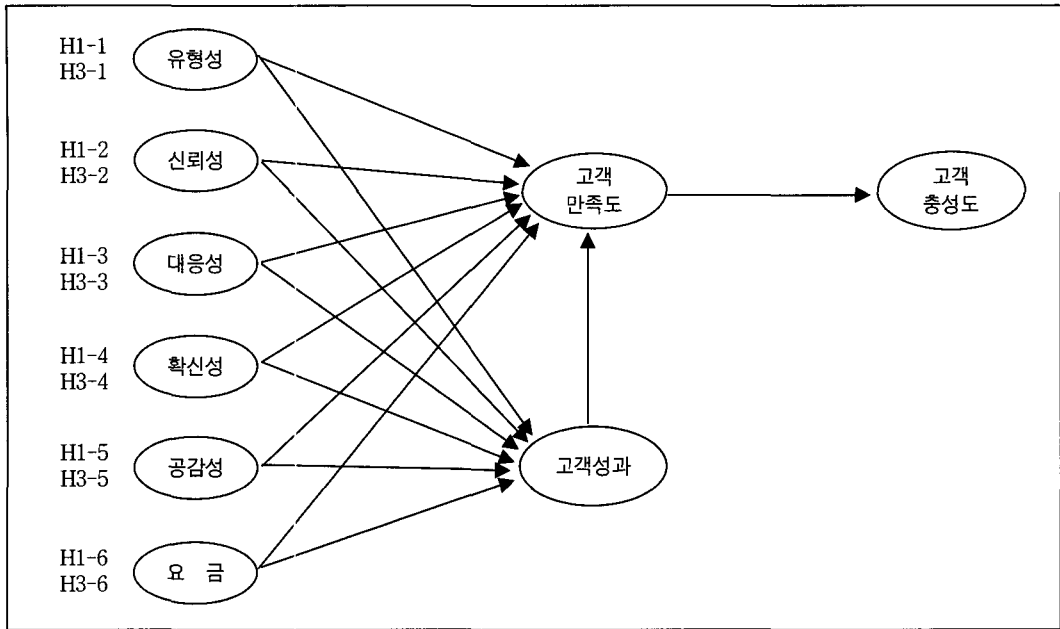 H1-1
H3-1
유형성
H1-2
H3-2
신뢰성
고객
만족도
고객
충성도
H1-3
H3-3
대응성
H1-4
H3-4
확신성
H1-5
H3-5
공감성
고객성과
H1-6
H3-6
요 금